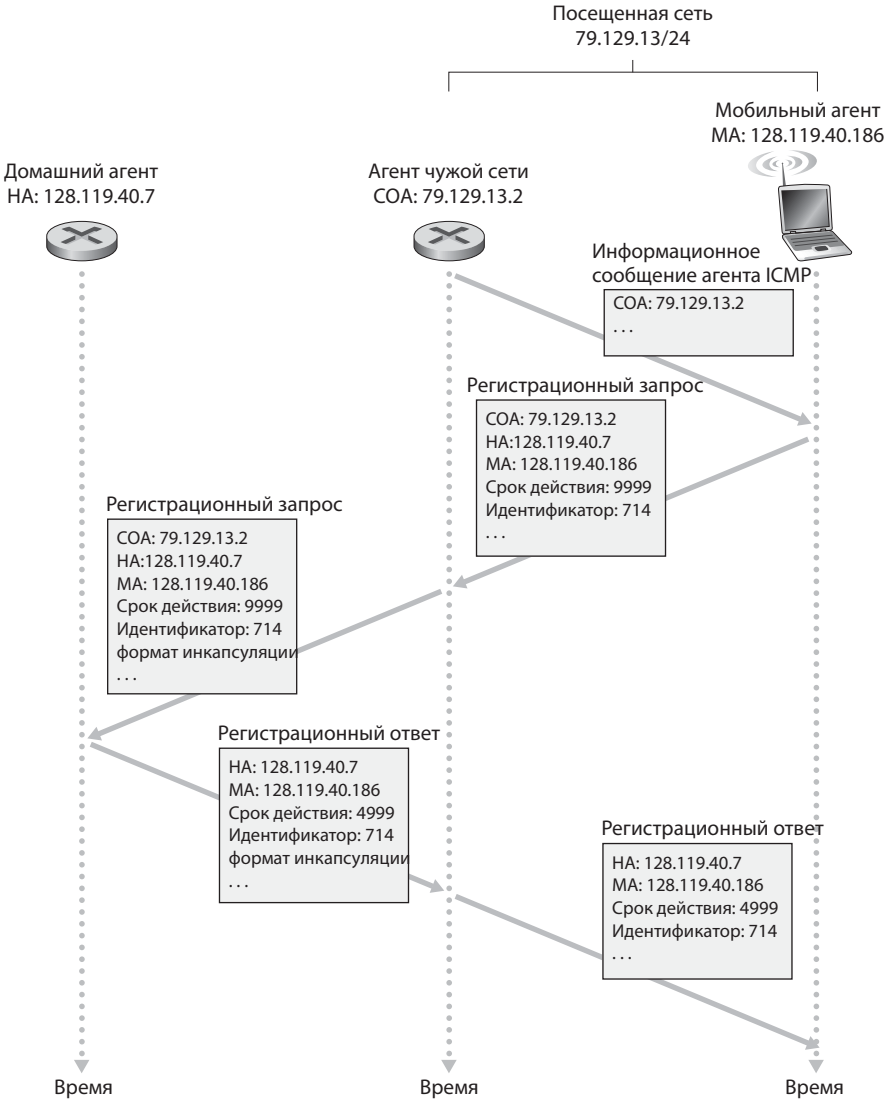 Посещенная сеть
79.129.13/24
Мобильный агент
MA: 128.119.40.186
Домашний агент
HA: 128.119.40.7
Агент чужой сети
COA: 79.129.13.2
Информационное
сообщение агента ICMP
COA: 79.129.13.2
. . .
Регистрационный запрос
COA: 79.129.13.2
HA:128.119.40.7
MA: 128.119.40.186
Срок действия: 9999
Идентификатор: 714
. . .
Регистрационный запрос
COA: 79.129.13.2
HA:128.119.40.7
MA: 128.119.40.186
Срок действия: 9999
Идентификатор: 714
формат инкапсуляции
. . .
Регистрационный ответ
HA: 128.119.40.7
MA: 128.119.40.186
Срок действия: 4999
Идентификатор: 714
формат инкапсуляции
. . .
Регистрационный ответ
HA: 128.119.40.7
MA: 128.119.40.186
Срок действия: 4999
Идентификатор: 714
. . .
Время
Время
Время